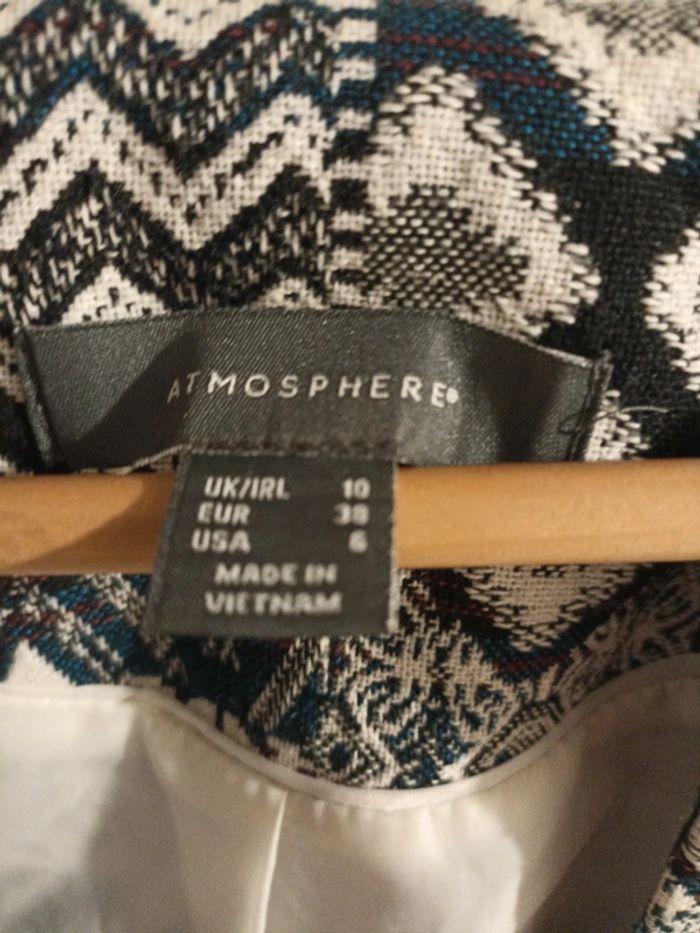 ATMOSPHERE®
UK/IRL 10
EUR 38
USA 6
MADE IN
VIETNAM